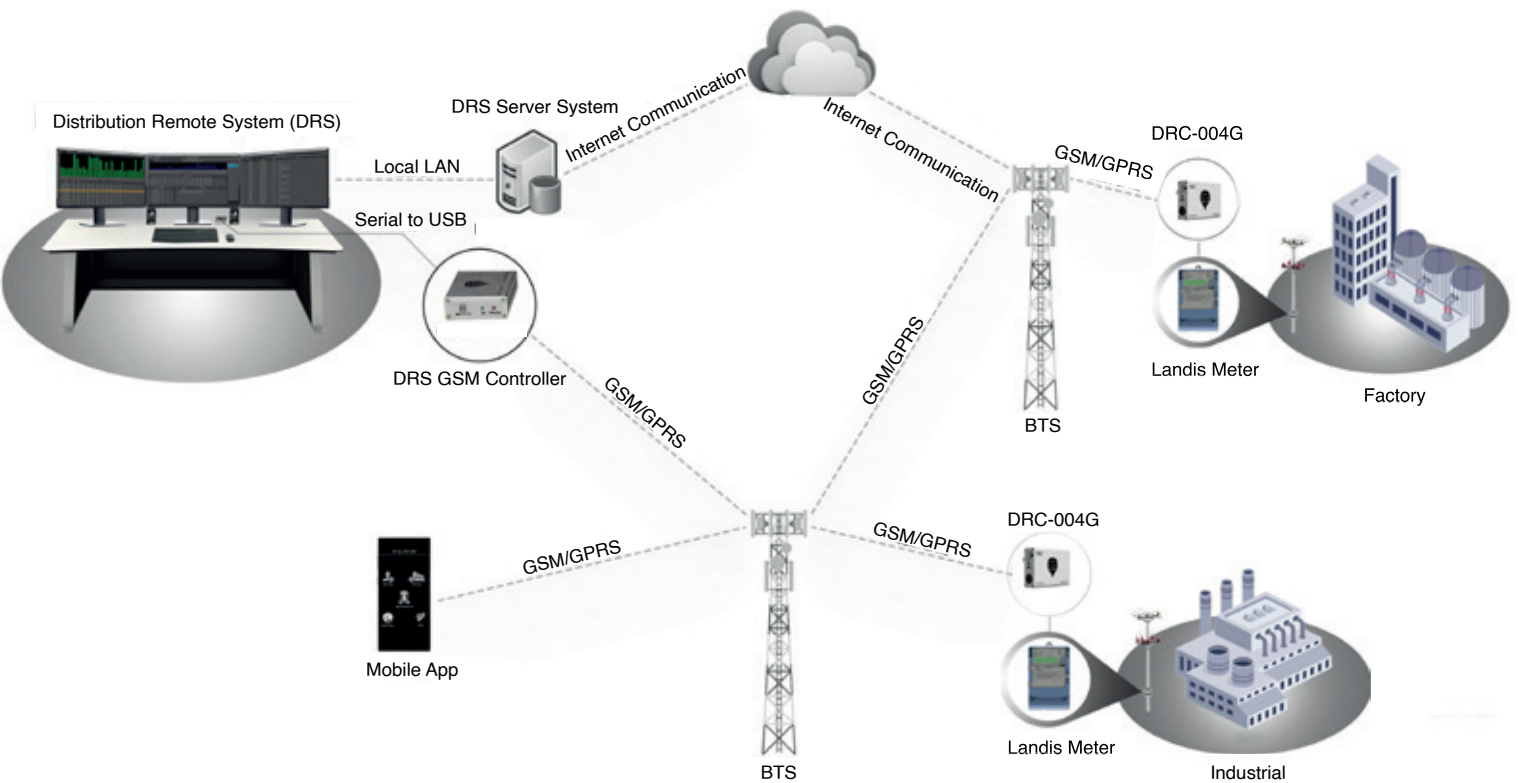 DRS Server System
Internet Communication
Internet Communication
Distribution Remote System (DRS)
DRC-004G
GSM/GPRS
Local LAN
Serial to USB
Landis Meter
DRS GSM Controller
Factory
GSM/GPRS
GSM/GPRS
BTS
DRC-004G
GSM/GPRS
GSM/GPRS
Mobile App
Landis Meter
BTS
Industrial